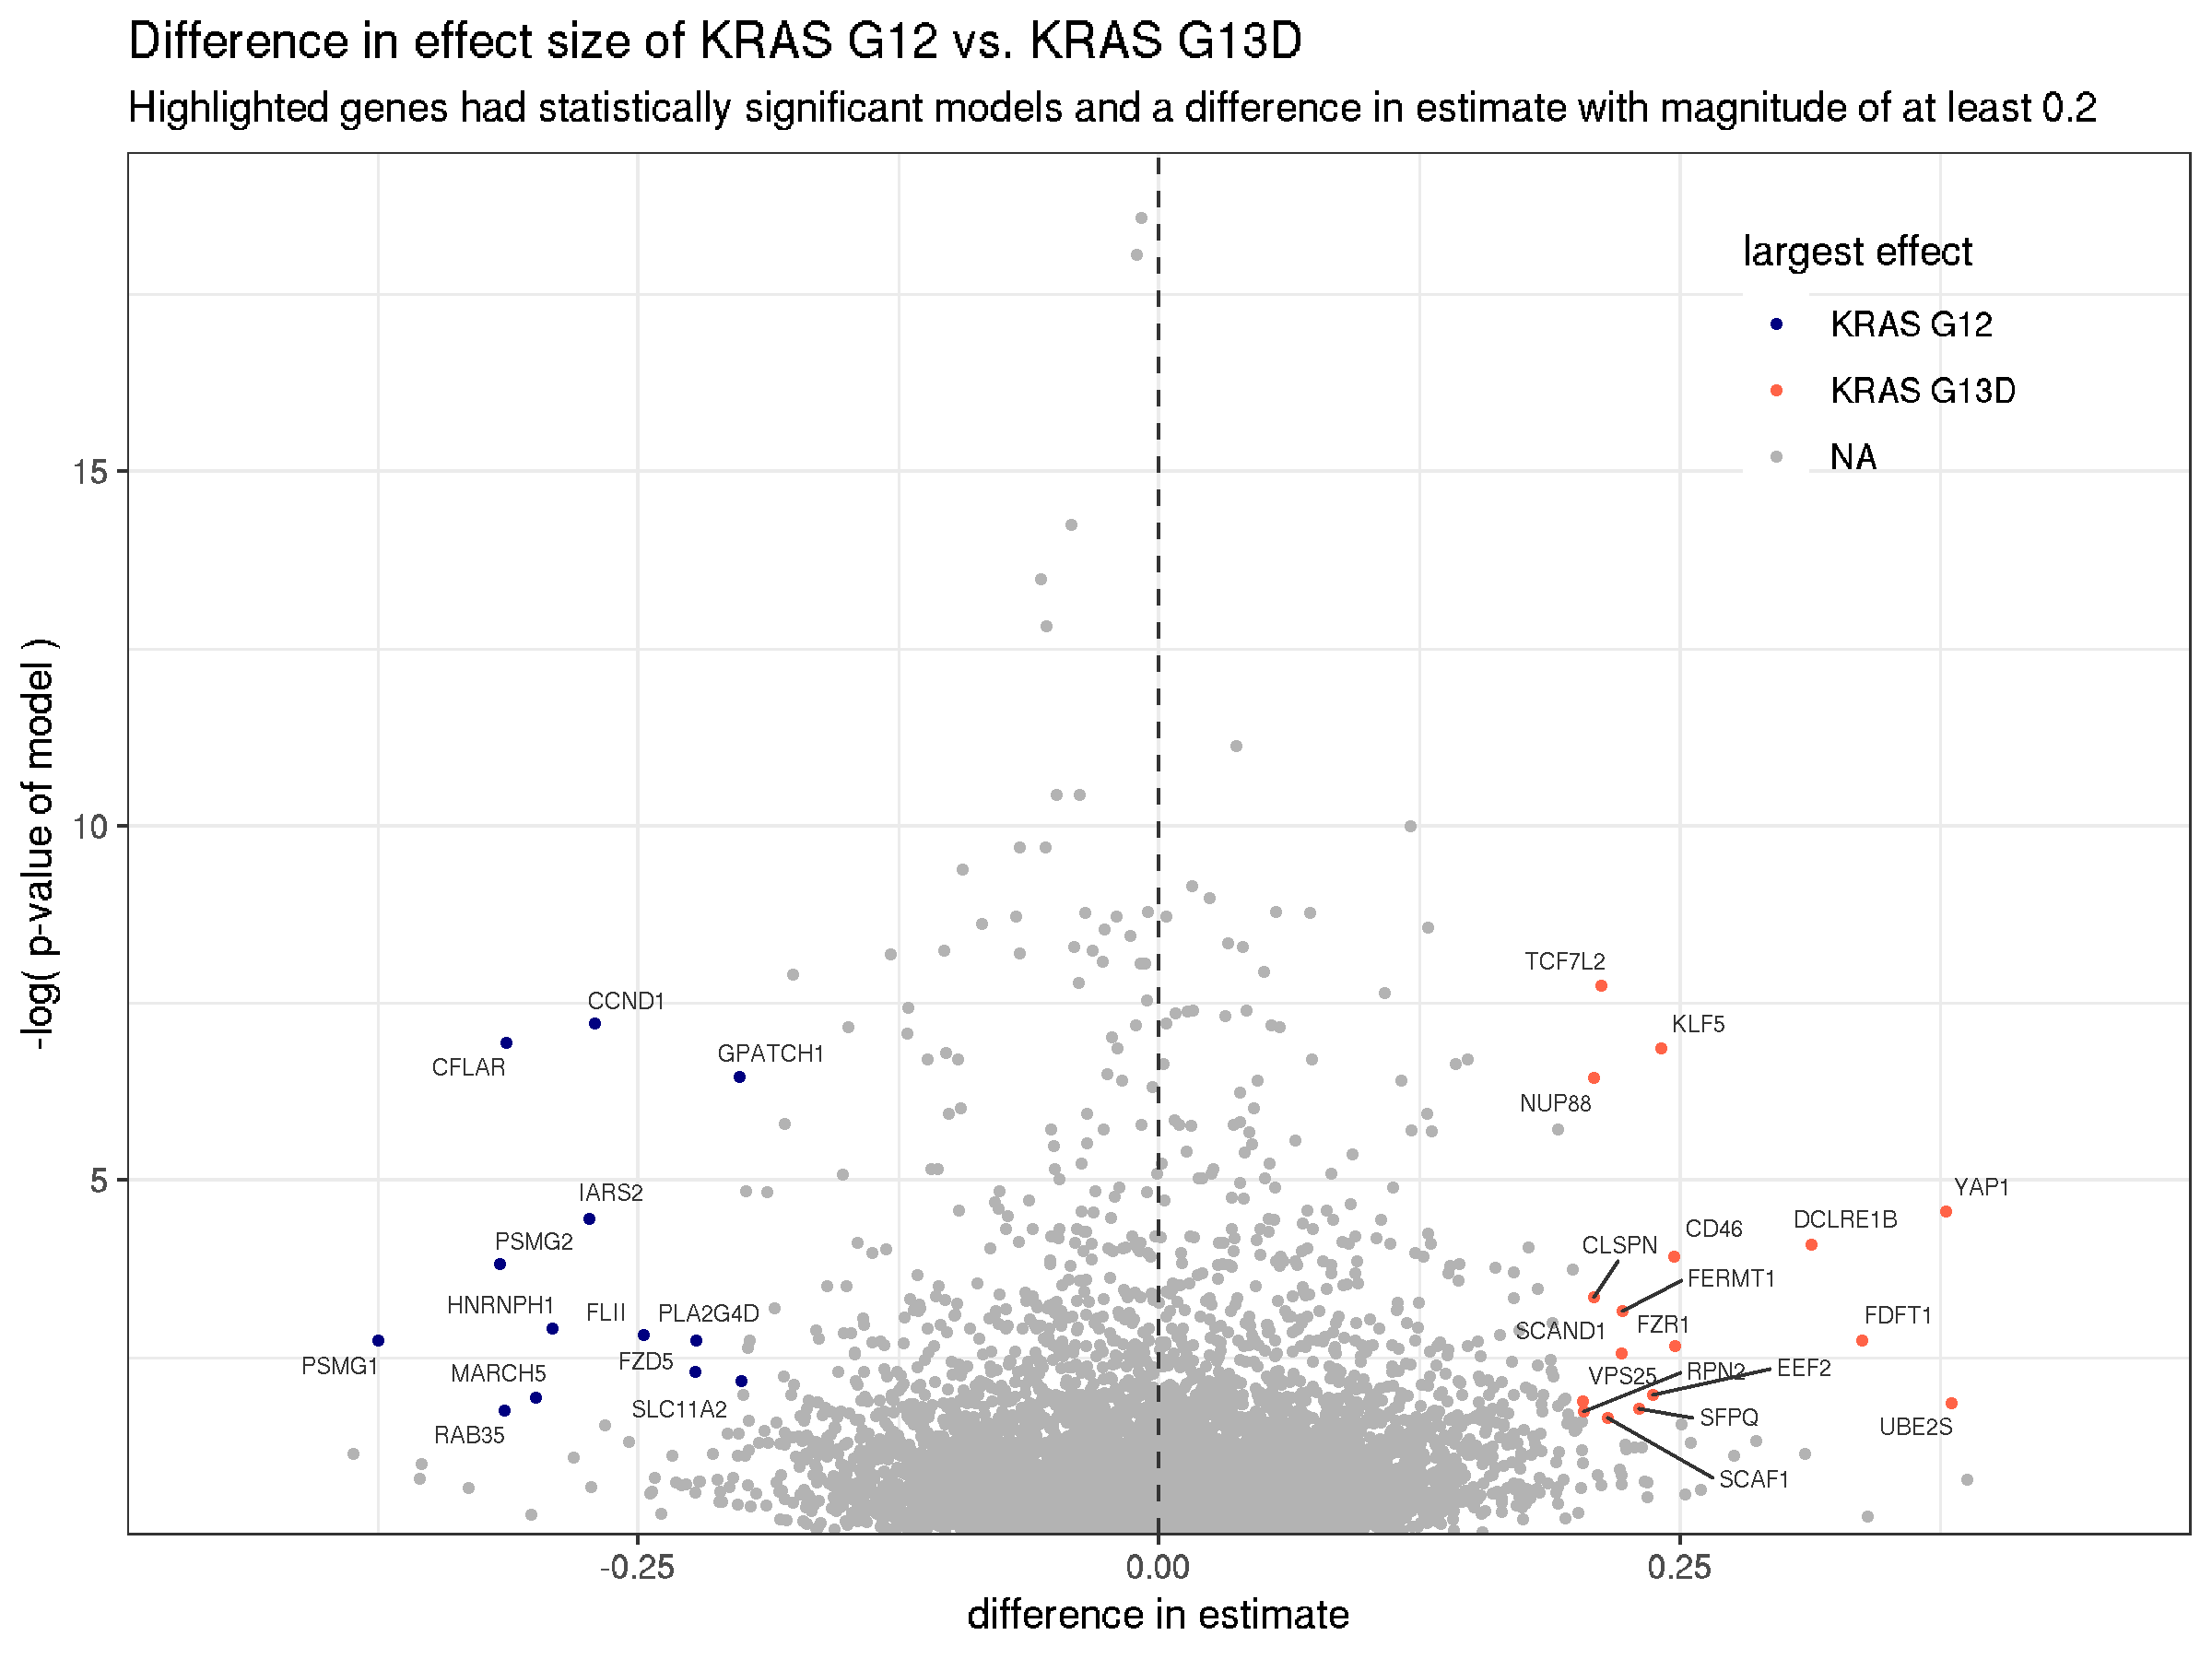 Difference in effect size of KRAS G12 vs. KRAS G13D
Highlighted genes had statistically significant models and a difference in estimate with magnitude of at least 0.2
largest effect
KRAS G12
KRAS G13D
NA
-log( p-value of model )
15
10
5
TCF7L2
CCND1
KLF5
GPATCH1
CFLAR
NUP88
YAP1
IARS2
DCLRE1B
CD46
PSMG2
CLSPN
FERMT1
HNRNPH1
FLII
PLA2G4D
FDFT1
SCAND1
FZR1
PSMG1
FZD5
MARCH5
VPS25
RPN2
EEF2
SLC11A2
SFPQ
UBE2S
RAB35
SCAF1
-0.25
0.00
0.25
difference in estimate